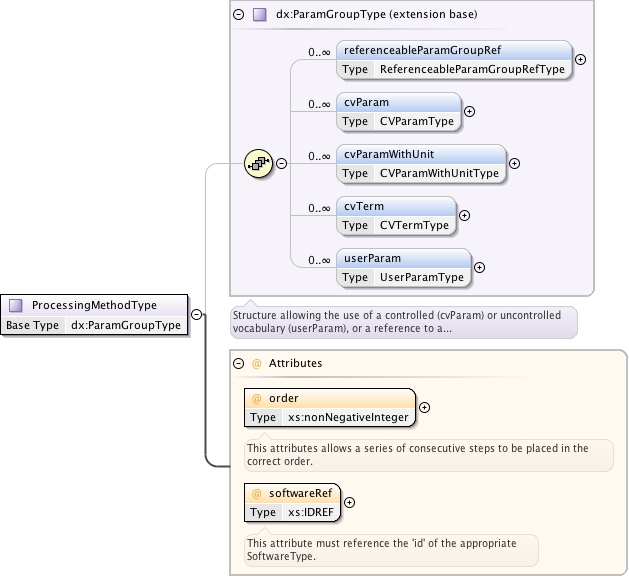 dx:ParamGroupType (extension base)
0..∞
referenceableParamGroupRef
Type ReferenceableParamGroupRefType
0..∞
cvParam
Type CVParamType
0..∞
cvParamWithUnit
Type CVParamWithUnitType
0..∞
cvTerm
Type CVTermType
0..∞
userParam
Type UserParamType
ProcessingMethodType
Base Type dx:ParamGroupType
Structure allowing the use of a controlled (cvParam) or uncontrolled
vocabulary (userParam), or a reference to a...
@ Attributes
@ order
Type xs:nonNegativeInteger
This attributes allows a series of consecutive steps to be placed in the
correct order.
@ softwareRef
Type xs:IDREF
This attribute must reference the 'id' of the appropriate
SoftwareType.